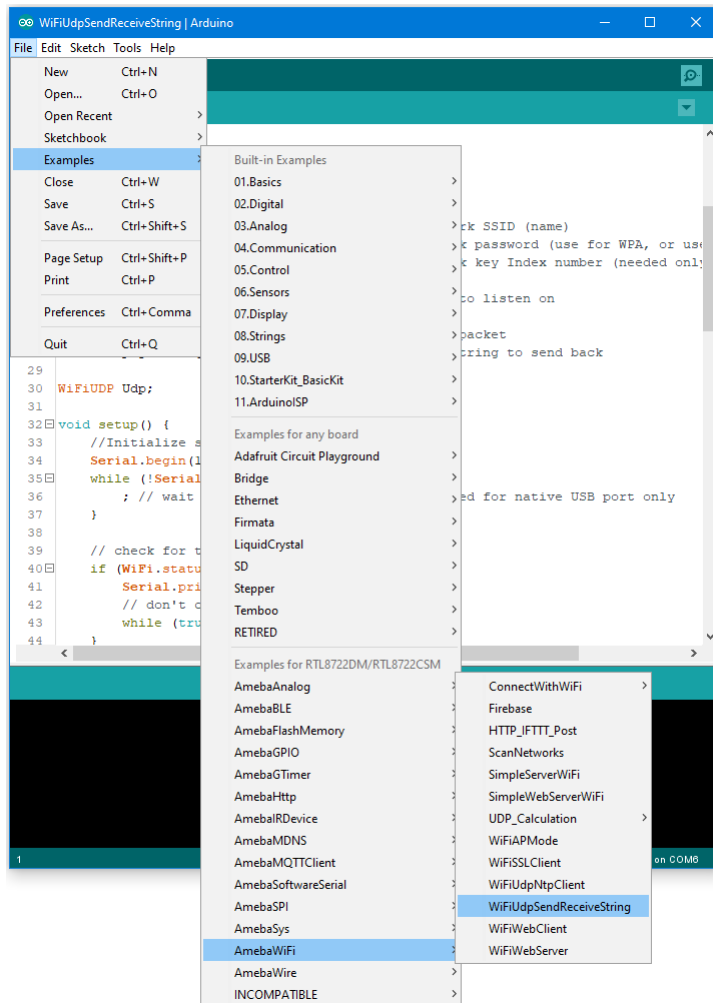 WiFiUdpSendReceiveString | Arduino
File Edit Sketch Tools Help
New Ctrl+N
Open... Ctrl+O
Open Recent
Sketchbook
Examples
Close Ctrl+W
Save Ctrl+S
Save As... Ctrl+Shift+S
Page Setup Ctrl+Shift+P
Print Ctrl+P
Preferences Ctrl+Comma
Quit Ctrl+Q
Built-in Examples
01.Basics
02.Digital
03.Analog
04.Communication
05.Control
06.Sensors
07.Display
08.Strings
09.USB
10.StarterKit_BasicKit
11.ArduinoISP
Examples for any board
Adafruit Circuit Playground
Bridge
Ethernet
Firmata
LiquidCrystal
SD
Stepper
Temboo
RETIRED
Examples for RTL8722DM/RTL8722CSM
AmebaAnalog
AmebaBLE
AmebaFlashMemory
AmebaGPIO
AmebaGTimer
AmebaHttp
AmebaIRDevice
AmebaMDNS
AmebaMQTTClient
AmebaSoftwareSerial
AmebaSPI
AmebaSys
AmebaWiFi
AmebaWire
INCOMPATIBLE
ConnectWithWiFi
Firebase
HTTP_IFTTT_Post
ScanNetworks
SimpleServerWiFi
SimpleWebServerWiFi
UDP_Calculation
WiFiAPMode
WiFiSSLClient
WiFiUdpNtpClient
WiFiUdpSendReceiveString
WiFiWebClient
WiFiWebServer
rk SSID (name)
k password (use for WPA, or use
k key Index number (needed only
to listen on
packet
tring to send back
29
30 WiFiUDP Udp;
31
32 void setup() {
33 //Initialize s
34 Serial.begin(1
35 while (!Serial
36 ; // wait ed for native USB port only
37 }
38
39 // check for t
40 if (WiFi.statu
41 Serial.pri
42 // don't c
43 while (tru
44 }
1 on COM6